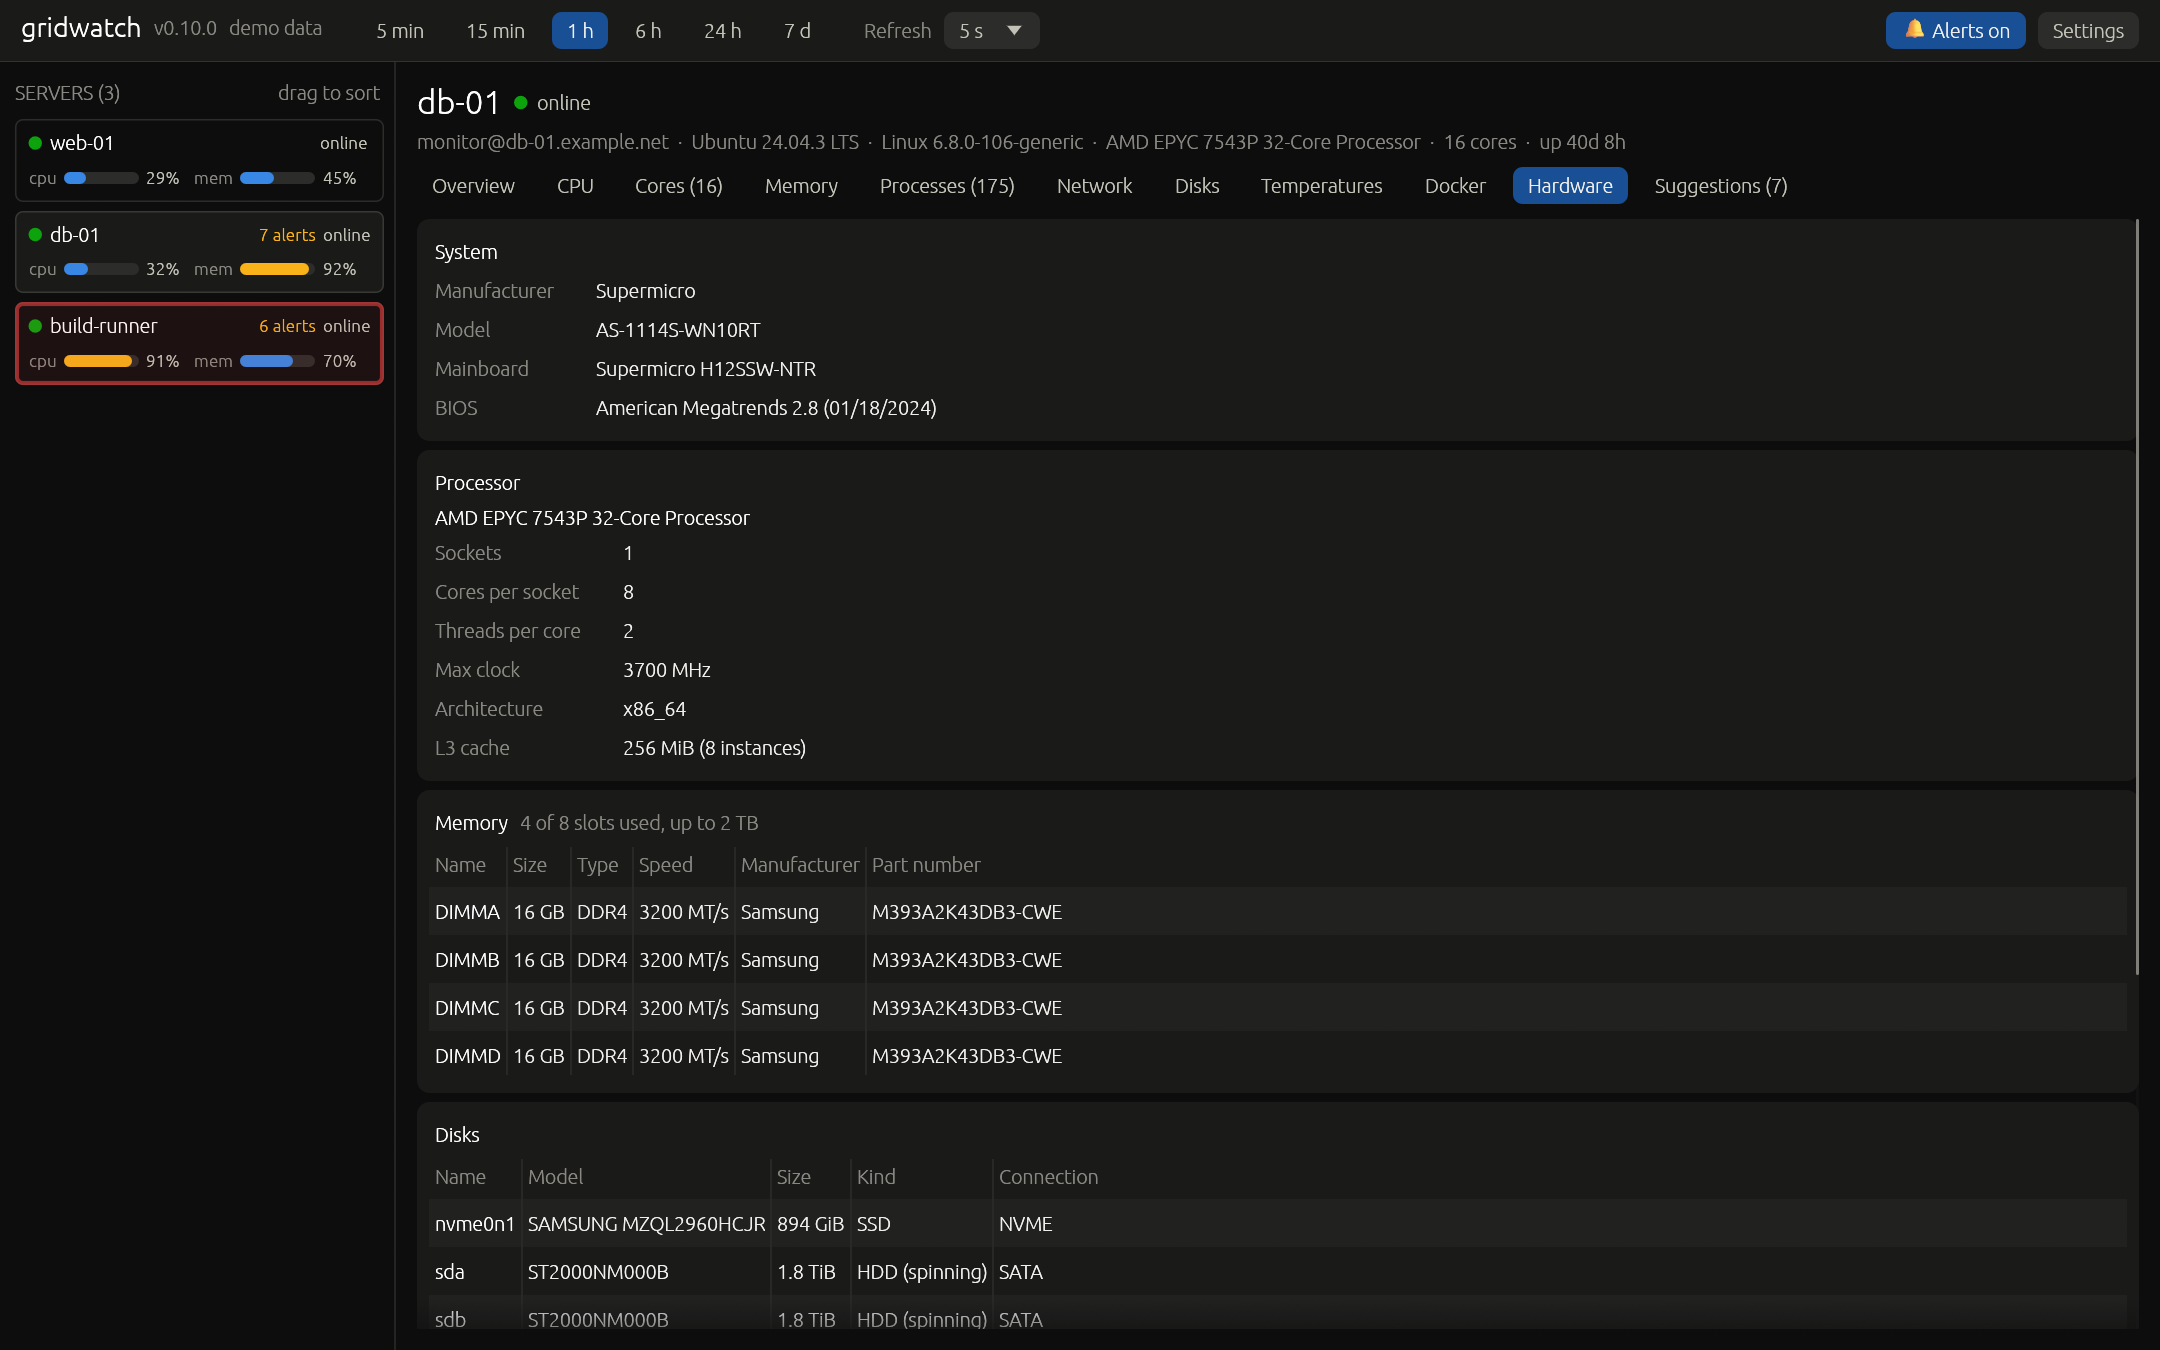 gridwatch v0.10.0 demo data 5 min 15 min 1 h 6 h 24 h 7 d Refresh 5 s Alerts on Settings
SERVERS (3) drag to sort
web-01 online
cpu 29% mem 45%
db-01 7 alerts online
cpu 32% mem 92%
build-runner 6 alerts online
cpu 91% mem 70%
db-01 online
monitor@db-01.example.net · Ubuntu 24.04.3 LTS · Linux 6.8.0-106-generic · AMD EPYC 7543P 32-Core Processor · 16 cores · up 40d 8h
Overview CPU Cores (16) Memory Processes (175) Network Disks Temperatures Docker Hardware Suggestions (7)
System
Manufacturer Supermicro
Model AS-1114S-WN10RT
Mainboard Supermicro H12SSW-NTR
BIOS American Megatrends 2.8 (01/18/2024)
Processor
AMD EPYC 7543P 32-Core Processor
Sockets 1
Cores per socket 8
Threads per core 2
Max clock 3700 MHz
Architecture x86_64
L3 cache 256 MiB (8 instances)
Memory 4 of 8 slots used, up to 2 TB
Name Size Type Speed Manufacturer Part number
DIMMA 16 GB DDR4 3200 MT/s Samsung M393A2K43DB3-CWE
DIMMB 16 GB DDR4 3200 MT/s Samsung M393A2K43DB3-CWE
DIMMC 16 GB DDR4 3200 MT/s Samsung M393A2K43DB3-CWE
DIMMD 16 GB DDR4 3200 MT/s Samsung M393A2K43DB3-CWE
Disks
Name Model Size Kind Connection
nvme0n1 SAMSUNG MZQL2960HCJR 894 GiB SSD NVME
sda ST2000NM000B 1.8 TiB HDD (spinning) SATA
sdb ST2000NM000B 1.8 TiB HDD (spinning) SATA